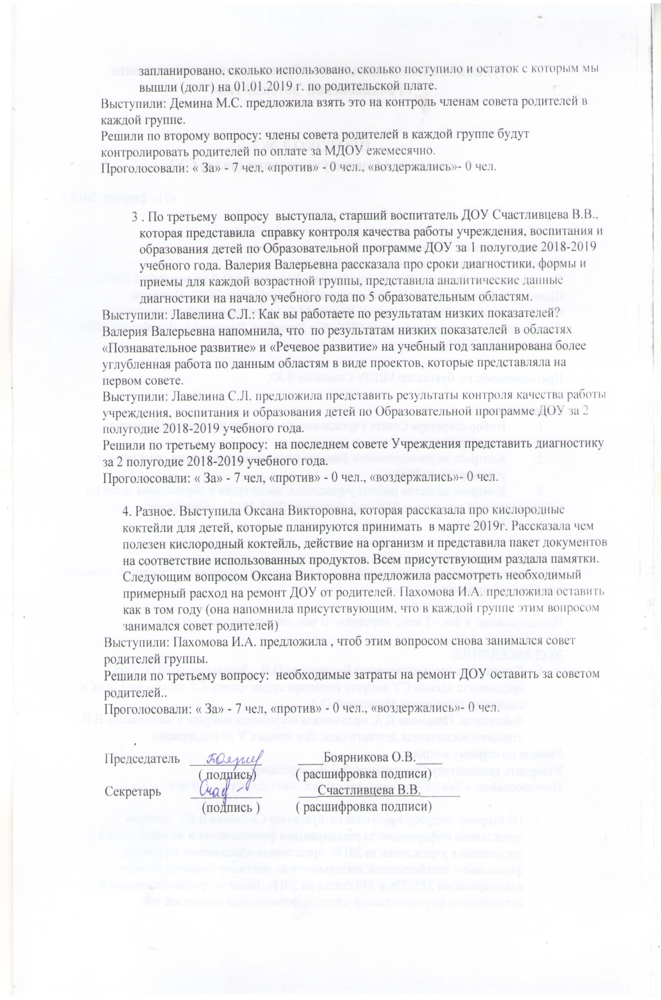 запланировано, сколько использовано, сколько поступило и остаток с которым мы
вышли (долг) на 01.01.2019 г. по родительской плате.
Выступили: Демина М.С. предложила взять это на контроль членам совета родителей в
каждой группе.
Решили по второму вопросу: члены совета родителей в каждой группе будут
контролировать родителей по оплате за МДОУ ежемесячно.
Проголосовали: « За» - 7 чел, «против» - 0 чел., «воздержались»- 0 чел.
3 . По третьему вопросу выступала, старший воспитатель ДОУ Счастливцева В.В.,
которая представила справку контроля качества работы учреждения, воспитания и
образования детей по Образовательной программе ДОУ за 1 полугодие 2018-2019
учебного года. Валерия Валерьевна рассказала про сроки диагностики, формы и
приемы для каждой возрастной группы, представила аналитические данные
диагностики на начало учебного года по 5 образовательным областям.
Выступили: Лавелина С.Л.: Как вы работаете по результатам низких показателей?
Валерия Валерьевна напомнила, что по результатам низких показателей в областях
«Познавательное развитие» и «Речевое развитие» на учебный год запланирована более
углубленная работа по данным областям в виде проектов, которые представляла на
первом совете.
Выступили: Лавелина С.Л. предложила представить результаты контроля качества работы
учреждения, воспитания и образования детей по Образовательной программе ДОУ за 2
полугодие 2018-2019 учебного года.
Решили по третьему вопросу: на последнем совете Учреждения представить диагностику
за 2 полугодие 2018-2019 учебного года.
Проголосовали: « За» - 7 чел, «против» - 0 чел., «воздержались»- 0 чел.
4. Разное. Выступила Оксана Викторовна, которая рассказала про кислородные
коктейли для детей, которые планируются принимать в марте 2019г. Рассказала чем
полезен кислородный коктейль, действие на организм и представила пакет документов
на соответствие использованных продуктов. Всем присутствующим раздала памятки.
Следующим вопросом Оксана Викторовна предложила рассмотреть необходимый
примерный расход на ремонт ДОУ от родителей. Пахомова И.А. предложила оставить
как в том году (она напомнила присутствующим, что в каждой группе этим вопросом
занимался совет родителей)
Выступили: Пахомова И.А. предложила , чтоб этим вопросом снова занимался совет
родителей группы.
Решили по третьему вопросу: необходимые затраты на ремонт ДОУ оставить за советом
родителей..
Проголосовали: « За» - 7 чел, «против» - 0 чел., «воздержались»- 0 чел.
Председатель ___________ ____Боярникова О.В.____
( подпись) ( расшифровка подписи)
Секретарь ___________ ___Счастливцева В.В.______
(подпись ) ( расшифровка подписи)